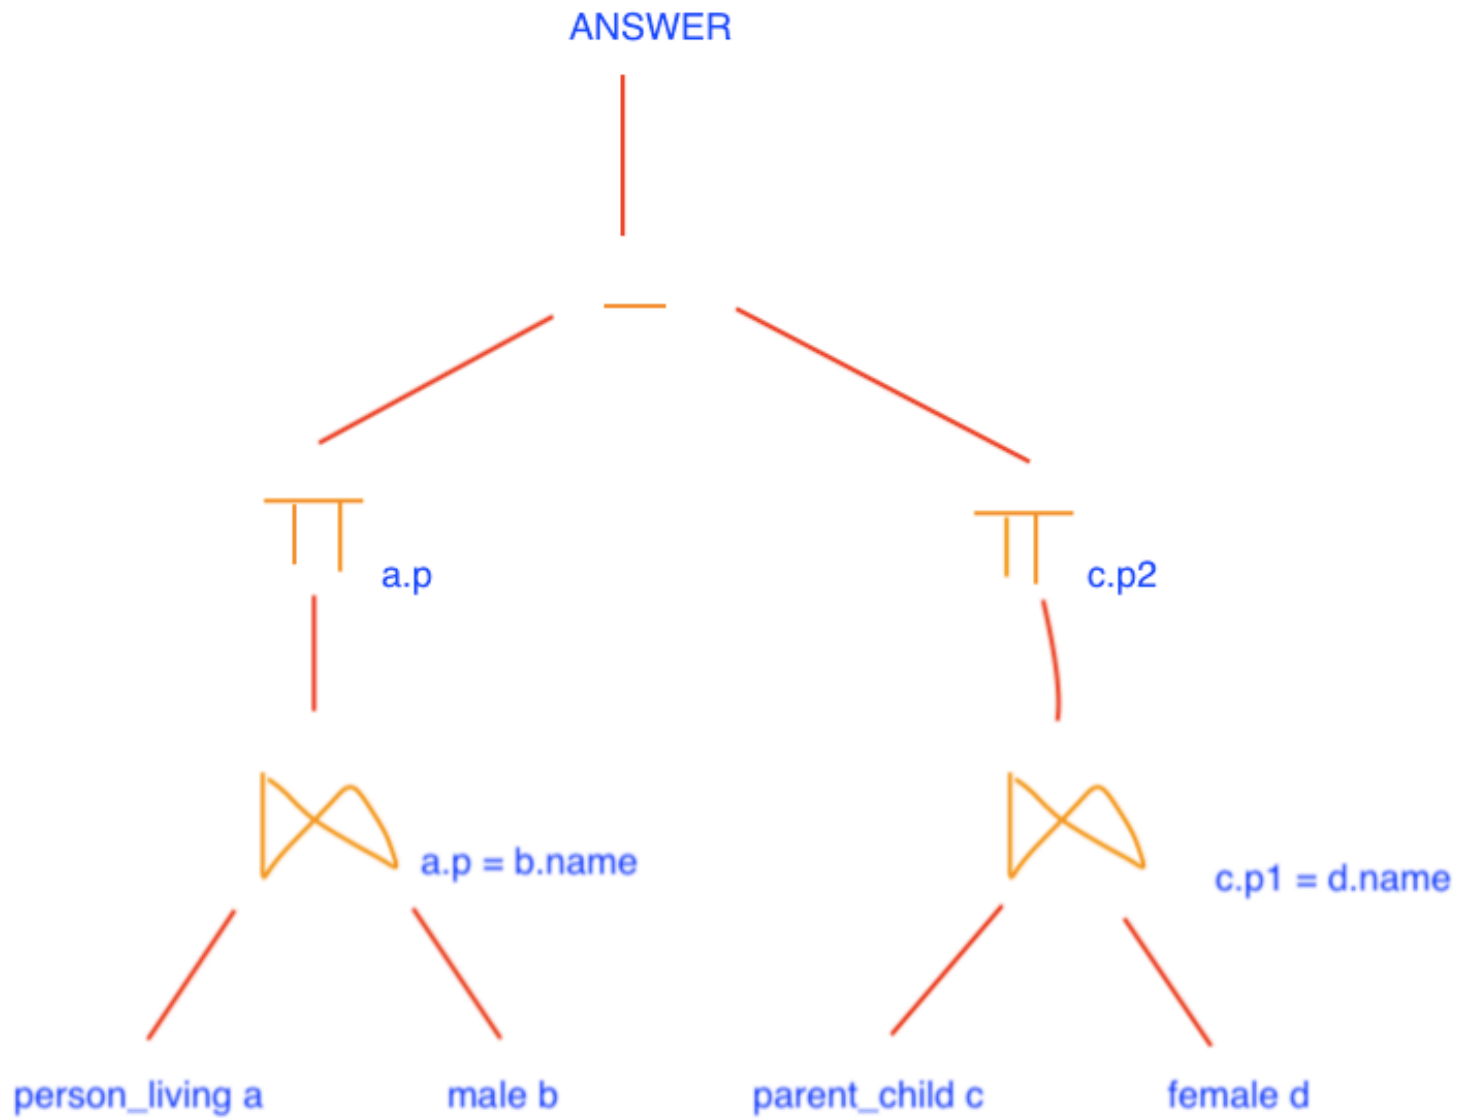 ANSWER
a.p
c.p2
a.p = b.name
c.p1 = d.name
person_living a
male b
parent_child c
female d